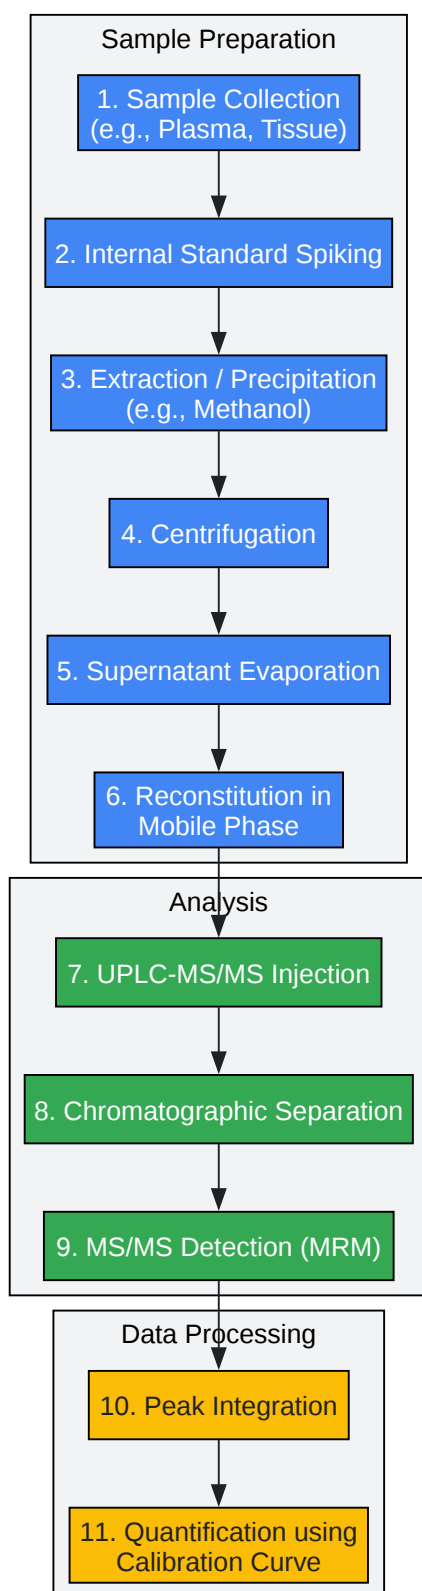 Sample Preparation
1. Sample Collection
(e.g., Plasma, Tissue)
2. Internal Standard Spiking
3. Extraction / Precipitation
(e.g., Methanol)
4. Centrifugation
5. Supernatant Evaporation
6. Reconstitution in
Mobile Phase
Analysis
7. UPLC-MS/MS Injection
8. Chromatographic Separation
9. MS/MS Detection (MRM)
Data Processing
10. Peak Integration
11. Quantification using
Calibration Curve